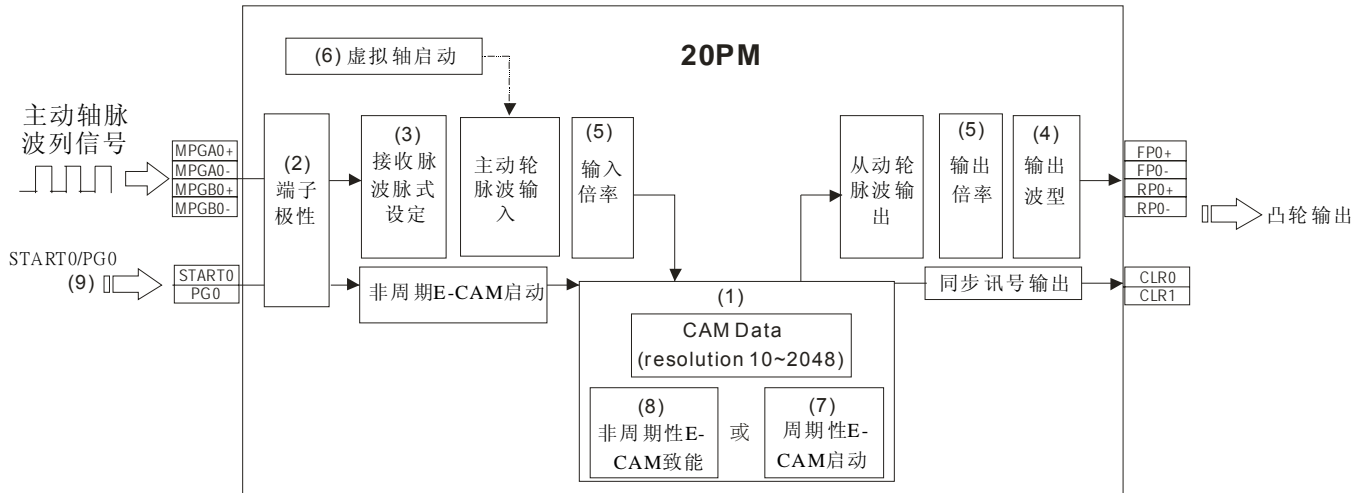 20PM
(6) 虚拟轴启动
主动轴脉
波列信号
MPGA0+
MPGA0-
MPGB0+
MPGB0-
(2)
端子
极性
(3)
接收脉
波脉式
设定
主动轮
脉波输
入
(5)
输入
倍率
从动轮
脉波输
出
(5)
输出
倍率
(4)
输出
波型
FP0+
FP0-
RP0+
RP0-
凸轮输出
START0/PG0
(9)
START0
PG0
非周期E-CAM启动
(1)
CAM Data
(resolution 10~2048)
(8)
非周期性E-
CAM致能
或
(7)
周期性E-
CAM启动
同步讯号输出
CLR0
CLR1